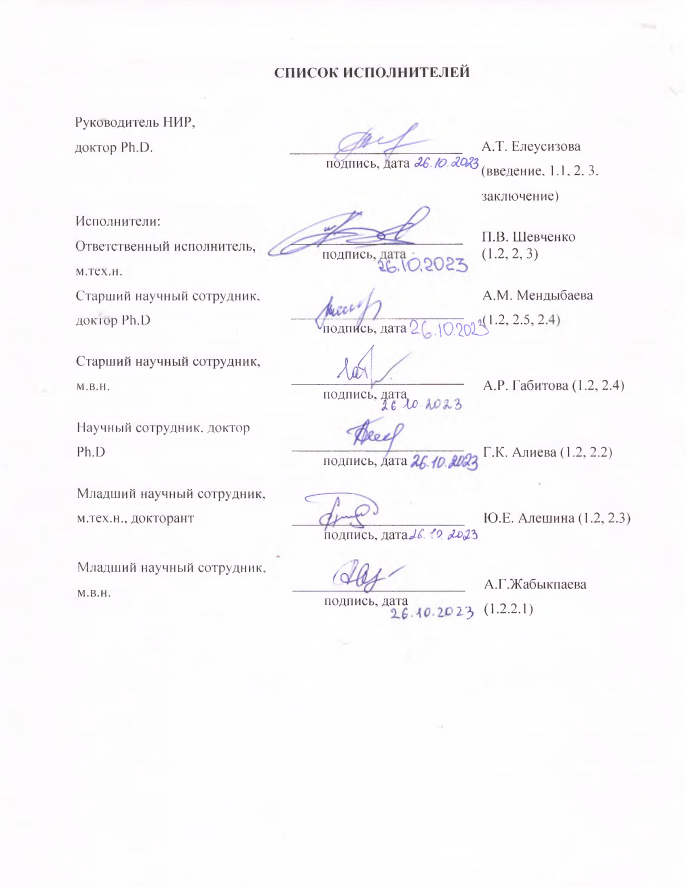 СПИСОК ИСПОЛНИТЕЛЕЙ
Руководитель НИР,
доктор Ph.D.
подпись, дата 26.10.2023
А.Т. Елеусизова
(введение. 1.1, 2. 3.
заключение)
Исполнители:
Ответственный исполнитель,
м.тех.н.
подпись, дата
26.10.2023
П.В. Шевченко
(1.2, 2, 3)
Старший научный сотрудник.
доктор Ph.D
подпись, дата 26.10.2023
А.М. Мендыбаева
(1.2, 2.5, 2.4)
Старший научный сотрудник,
м.в.н.
подпись, дата
26 10 2023
А.Р. Габитова (1.2, 2.4)
Научный сотрудник. доктор
Ph.D
подпись, дата 26.10.2023
Г.К. Алиева (1.2, 2.2)
Младший научный сотрудник,
м.тех.н., докторант
подпись, дата 26.10.2023
Ю.Е. Алешина (1.2, 2.3)
Младший научный сотрудник,
м.в.н.
подпись, дата
26.10.2023
А.Г.Жабыкпаева
(1.2.2.1)